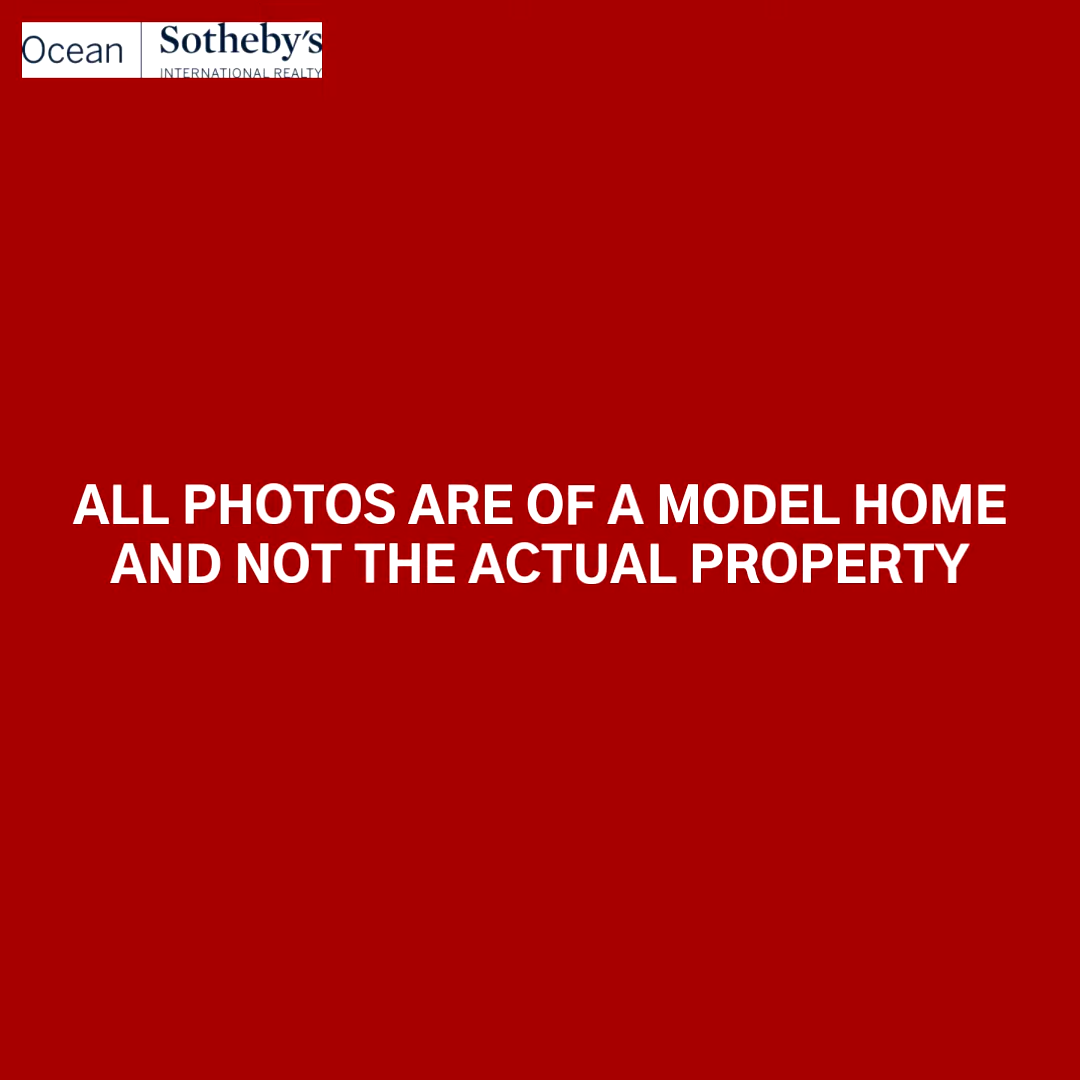 Ocean
Sotheby's
INTERNATIONAL REALTY
ALL PHOTOS ARE OF A MODEL HOME
AND NOT THE ACTUAL PROPERTY